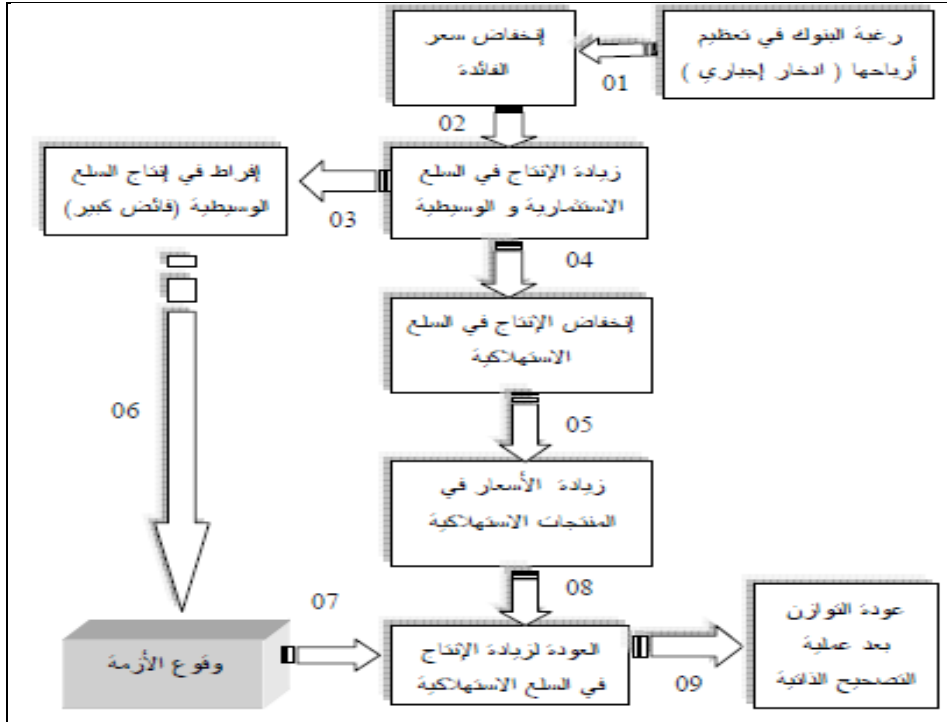 رغبة البنوك في تعظيم
أرباحها ( ادخار إجباري )
01
إنخفاض سعر
الفائدة
02
زيادة الإنتاج في السلع
الاستثمارية و الوسيطية
03
إفراط في إنتاج السلع
الوسيطية (فائض كبير)
04
إنخفاض الإنتاج في السلع
الاستهلاكية
05
06
زيادة الأسعار في
المنتجات الاستهلاكية
08
07
وقوع الأزمة
العودة لزيادة الإنتاج
في السلع الاستهلاكية
09
عودة التوازن
بعد عملية
التصحيح الذاتية